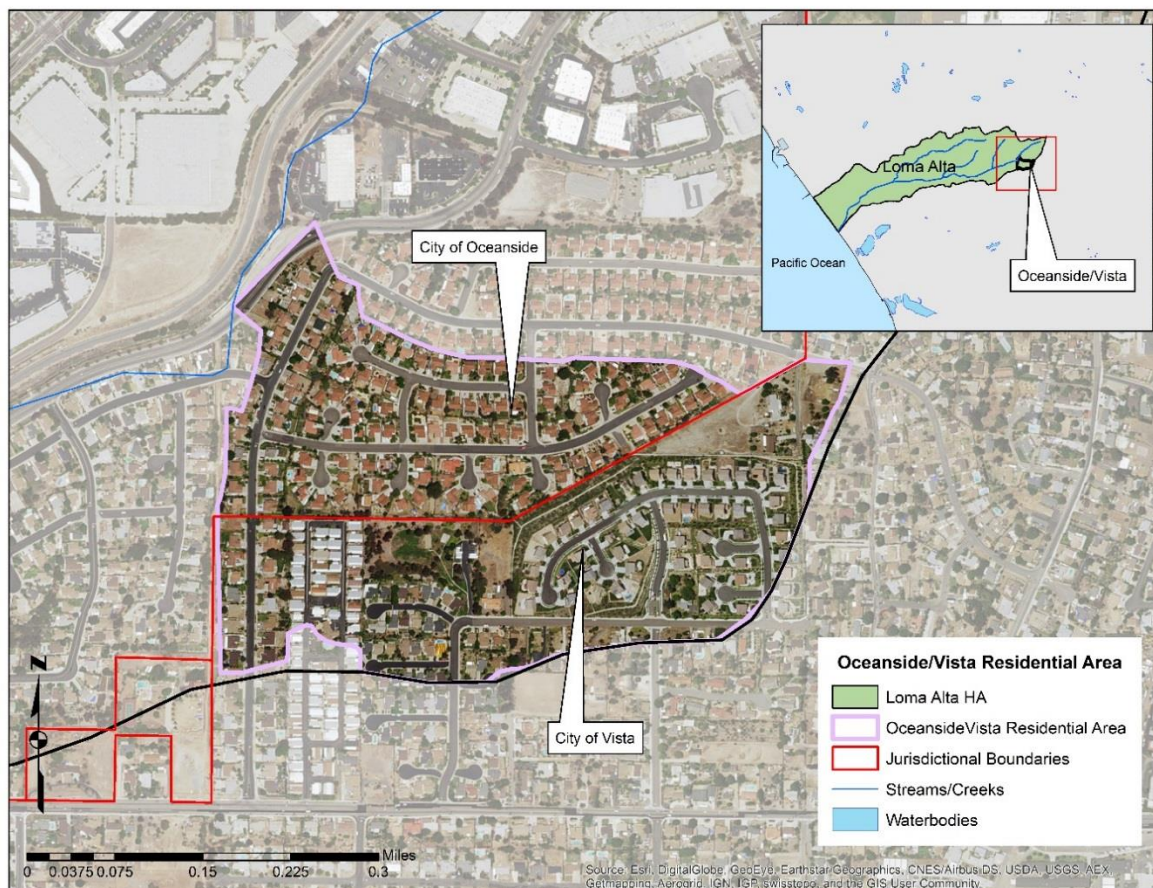 City of Oceanside
Loma Alta
Pacific Ocean
Oceanside/Vista
City of Vista
Oceanside/Vista Residential Area
Loma Alta HA
OceansideVista Residential Area
Jurisdictional Boundaries
Streams/Creeks
Waterbodies
N
Miles
0 0.0375 0.075 0.15 0.225 0.3
Source: Esri, DigitalGlobe, GeoEye, Earthstar Geographics, CNES/Airbus DS, USDA, USGS, AEX,
Getmapping, Aerogrid, IGN, IGP, swisstopo, and the GIS User Community